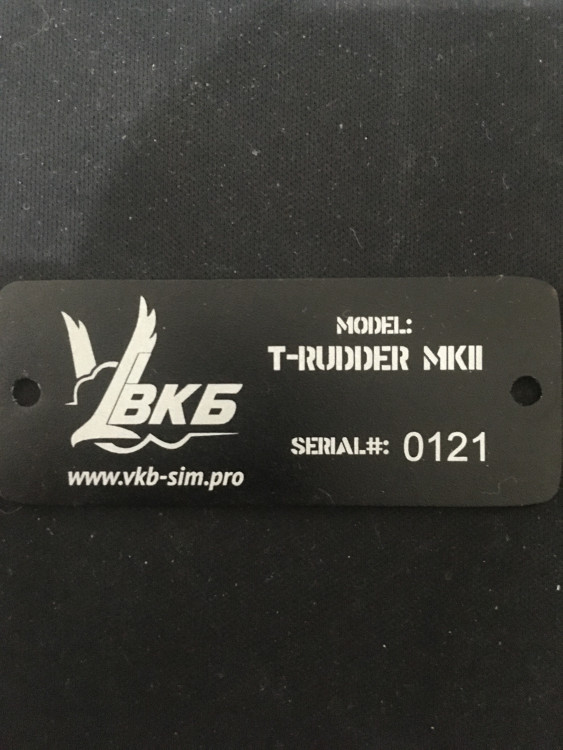 ВКБ
www.vkb-sim.pro
MODEL:
T-RUDDER MKII
SERIAL#: 0121